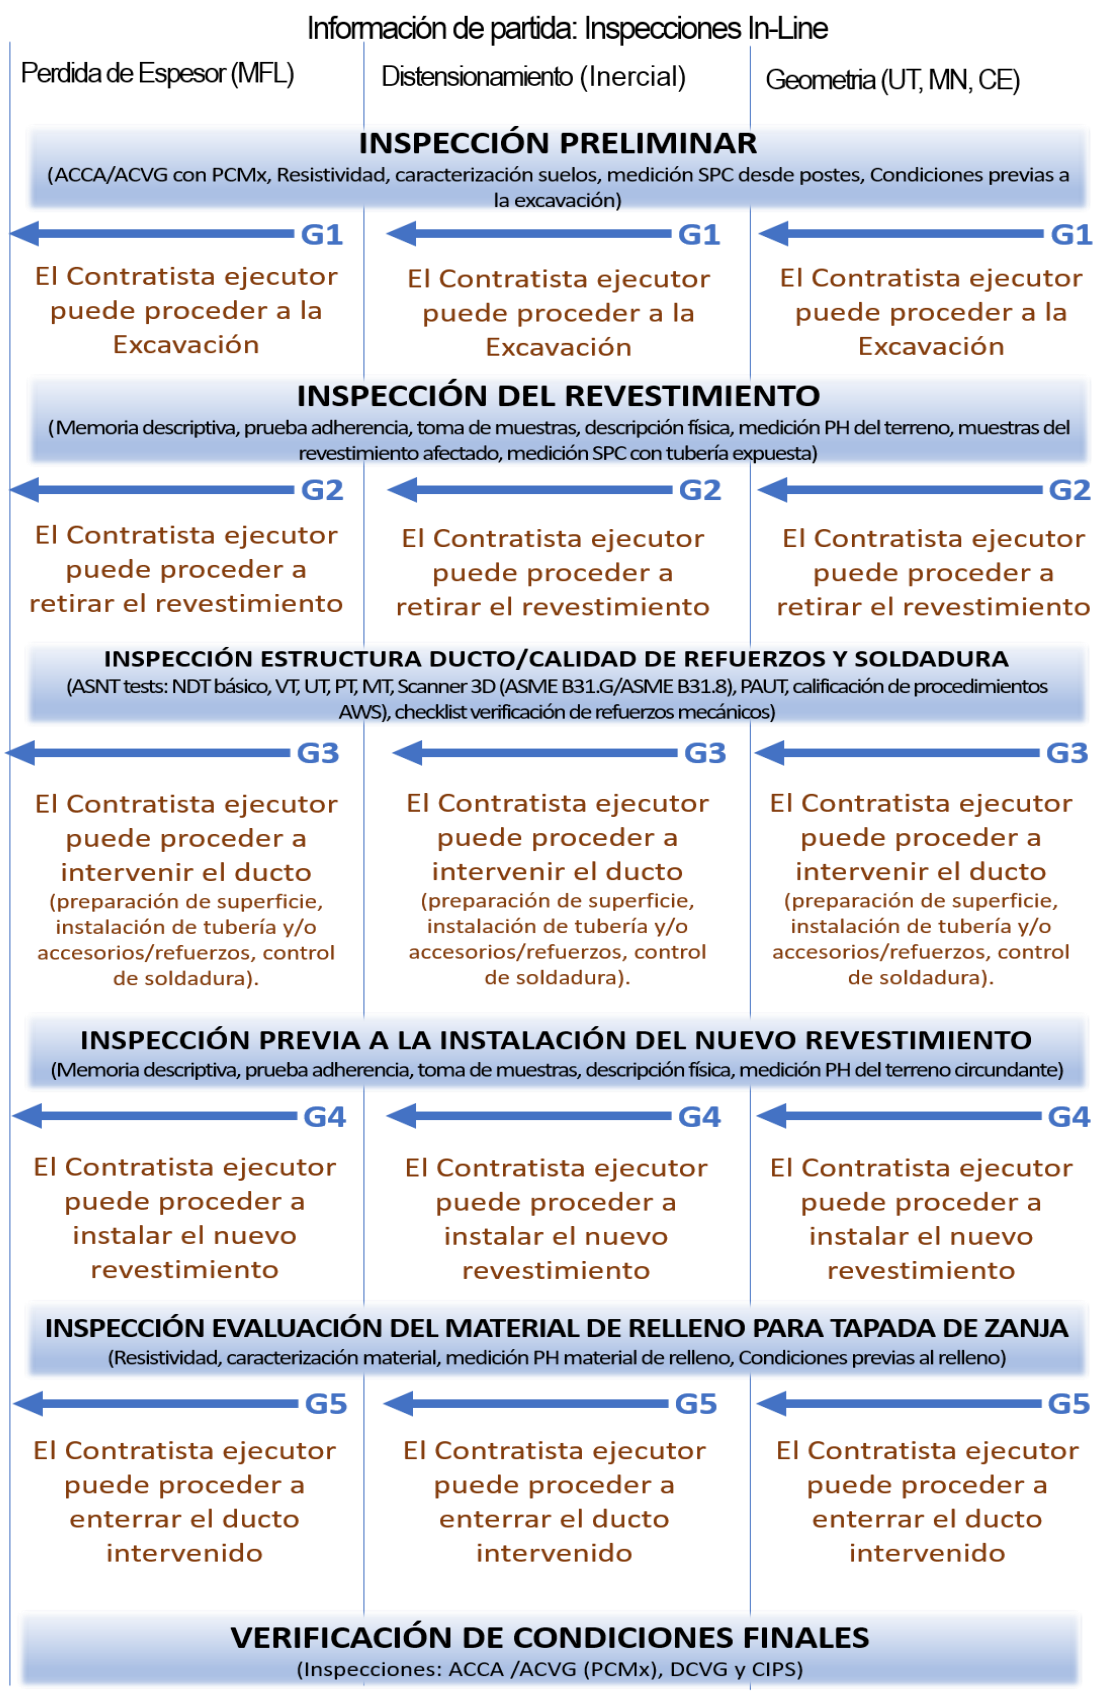 Información de partida: Inspecciones In-Line
Perdida de Espesor (MFL)
Distensionamiento (Inercial)
Geometria (UT, MN, CE)
INSPECCIÓN PRELIMINAR
(ACCA/ACVG con PCMx, Resistividad, caracterización suelos, medición SPC desde postes, Condiciones previas a
la excavación)
G1
G1
G1
El Contratista ejecutor
puede proceder a la
Excavación
El Contratista ejecutor
puede proceder a la
Excavación
El Contratista ejecutor
puede proceder a la
Excavación
INSPECCIÓN DEL REVESTIMIENTO
(Memoria descriptiva, prueba adherencia, toma de muestras, descripción física, medición PH del terreno, muestras del
revestimiento afectado, medición SPC con tubería expuesta)
G2
G2
G2
El Contratista ejecutor
puede proceder a
retirar el revestimiento
El Contratista ejecutor
puede proceder a
retirar el revestimiento
El Contratista ejecutor
puede proceder a
retirar el revestimiento
INSPECCIÓN ESTRUCTURA DUCTO/CALIDAD DE REFUERZOS Y SOLDADURA
(ASNT tests: NDT básico, VT, UT, PT, MT, Scanner 3D (ASME B31.G/ASME B31.8), PAUT, calificación de procedimientos
AWS), checklist verificación de refuerzos mecánicos)
G3
G3
G3
El Contratista ejecutor
puede proceder a
intervenir el ducto
(preparación de superficie,
instalación de tubería y/o
accesorios/refuerzos, control
de soldadura).
El Contratista ejecutor
puede proceder a
intervenir el ducto
(preparación de superficie,
instalación de tubería y/o
accesorios/refuerzos, control
de soldadura).
El Contratista ejecutor
puede proceder a
intervenir el ducto
(preparación de superficie,
instalación de tubería y/o
accesorios/refuerzos, control
de soldadura).
INSPECCIÓN PREVIA A LA INSTALACIÓN DEL NUEVO REVESTIMIENTO
(Memoria descriptiva, prueba adherencia, toma de muestras, descripción física, medición PH del terreno circundante)
G4
G4
G4
El Contratista ejecutor
puede proceder a
instalar el nuevo
revestimiento
El Contratista ejecutor
puede proceder a
instalar el nuevo
revestimiento
El Contratista ejecutor
puede proceder a
instalar el nuevo
revestimiento
INSPECCIÓN EVALUACIÓN DEL MATERIAL DE RELLENO PARA TAPADA DE ZANJA
(Resistividad, caracterización material, medición PH material de relleno, Condiciones previas al relleno)
G5
G5
G5
El Contratista ejecutor
puede proceder a
enterrar el ducto
intervenido
El Contratista ejecutor
puede proceder a
enterrar el ducto
intervenido
El Contratista ejecutor
puede proceder a
enterrar el ducto
intervenido
VERIFICACIÓN DE CONDICIONES FINALES
(Inspecciones: ACCA /ACVG (PCMx), DCVG y CIPS)